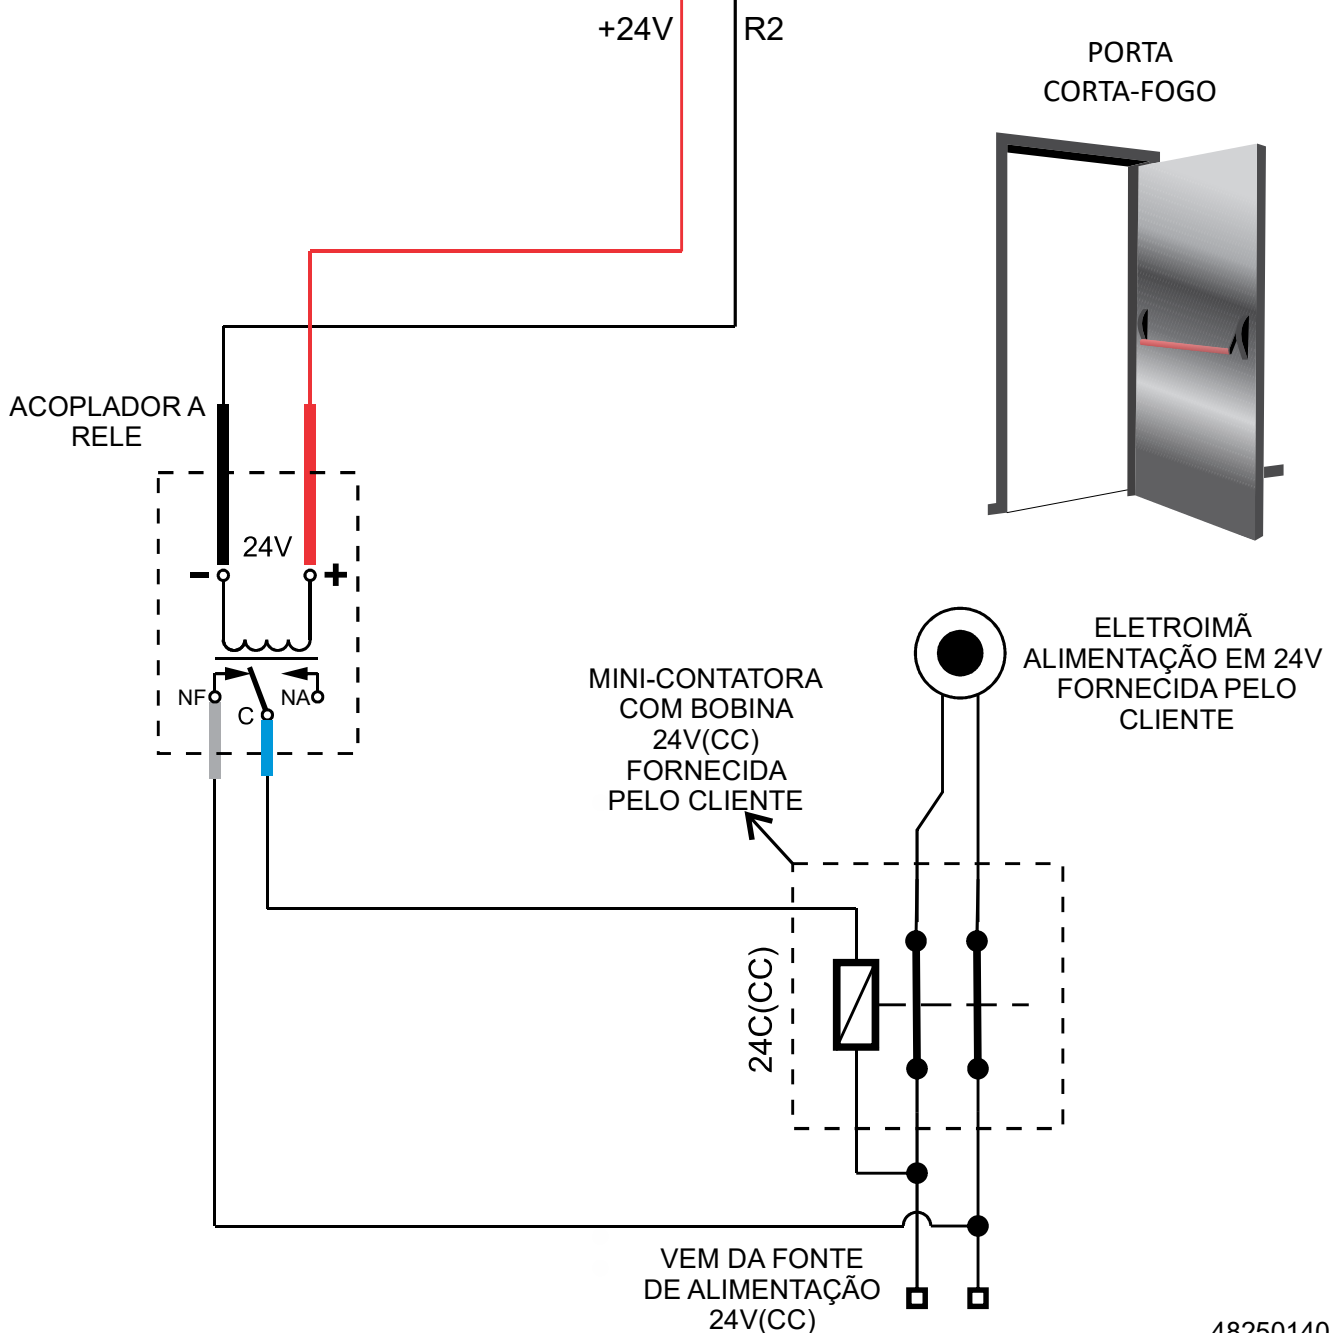 +24V
R2
PORTA
CORTA-FOGO
ACOPLADOR A
RELE
24V
-
+
NF
C
NA
MINI-CONTATORA
COM BOBINA
24V(CC)
FORNECIDA
PELO CLIENTE
ELETROIMÃ
ALIMENTAÇÃO EM 24V
FORNECIDA PELO
CLIENTE
24C(CC)
VEM DA FONTE
DE ALIMENTAÇÃO
24V(CC)
48250140